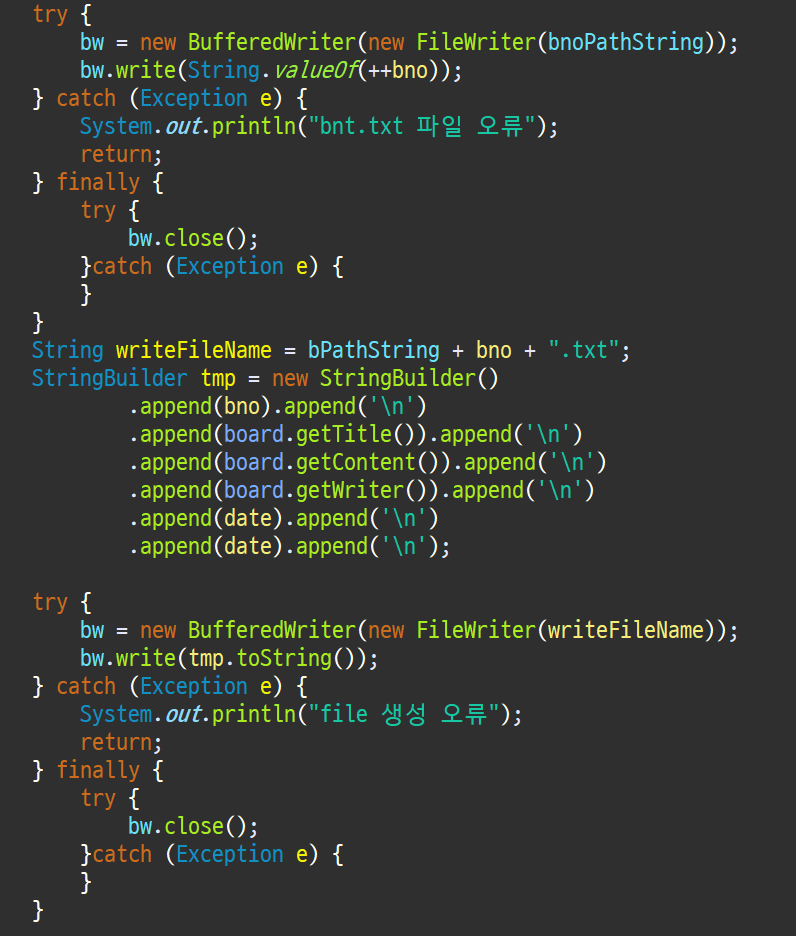 try {
bw = new BufferedWriter(new FileWriter(bnoPathString));
bw.write(String.valueOf(++bno));
} catch (Exception e) {
System.out.println("bnt.txt 파일 오류");
return;
} finally {
try {
bw.close();
}catch (Exception e) {
}
}
String writeFileName = bPathString + bno + ".txt";
StringBuilder tmp = new StringBuilder()
.append(bno).append('\n')
.append(board.getTitle()).append('\n')
.append(board.getContent()).append('\n')
.append(board.getWriter()).append('\n')
.append(date).append('\n')
.append(date).append('\n');
try {
bw = new BufferedWriter(new FileWriter(writeFileName));
bw.write(tmp.toString());
} catch (Exception e) {
System.out.println("file 생성 오류");
return;
} finally {
try {
bw.close();
}catch (Exception e) {
}
}